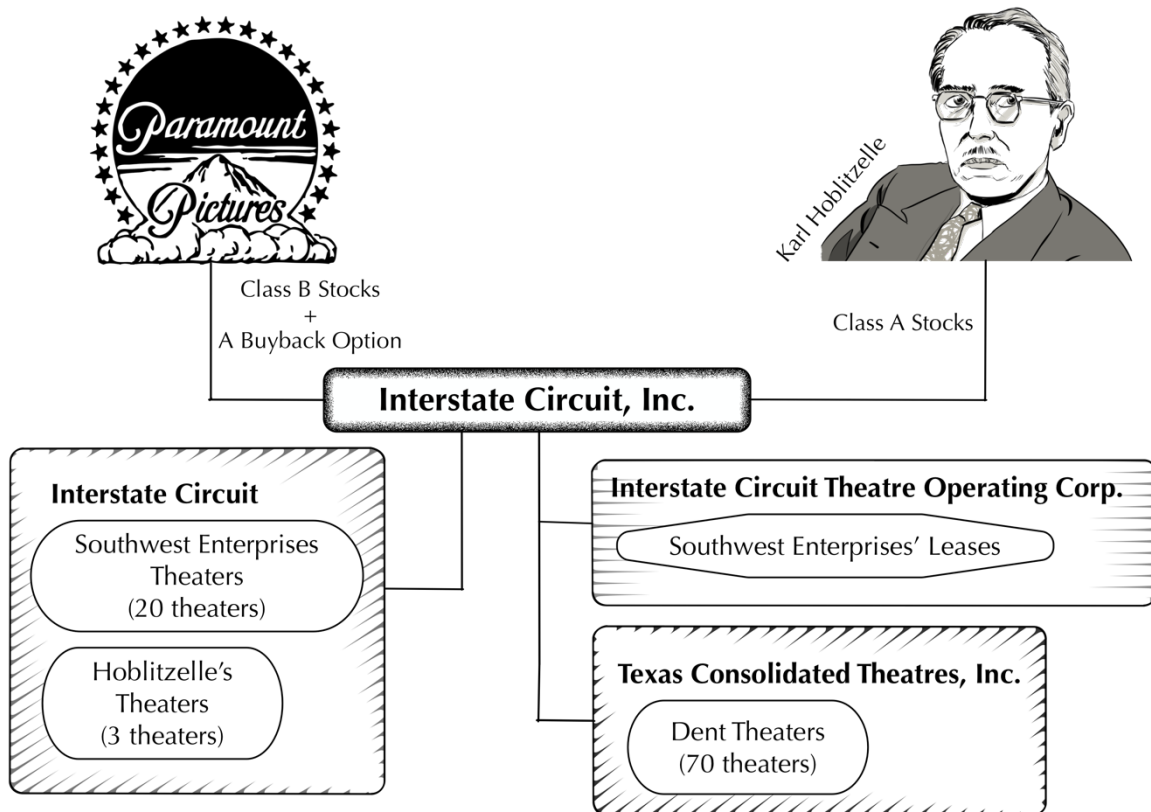 Paramount
Pictures
Karl Hoblitzelle
Class B Stocks
+
A Buyback Option
Class A Stocks
Interstate Circuit, Inc.
Interstate Circuit
Southwest Enterprises
Theaters
(20 theaters)
Hoblitzelle’s
Theaters
(3 theaters)
Interstate Circuit Theatre Operating Corp.
Southwest Enterprises’ Leases
Texas Consolidated Theatres, Inc.
Dent Theaters
(70 theaters)